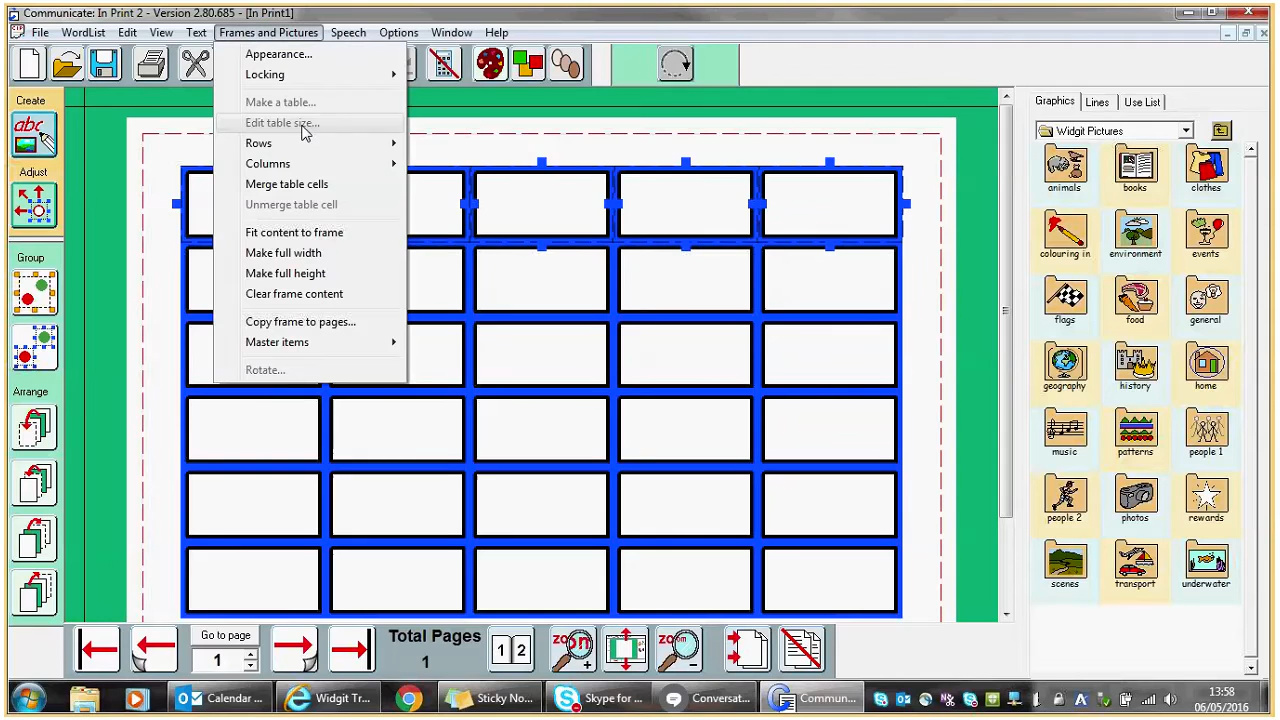 Communicate: In Print 2 - Version 2.80.685 - [In Print1]
File WordList Edit View Text Frames and Pictures Speech Options Window Help
Appearance...
Locking
Make a table...
Edit table size...
Rows
Columns
Merge table cells
Unmerge table cell
Fit content to frame
Make full width
Make full height
Clear frame content
Copy frame to pages...
Master items
Rotate...
Create
abc
Adjust
Group
Arrange
Graphics Lines Use List
Widgit Pictures
animals books clothes
colouring in environment events
flags food general
geography history home
music patterns people 1
people 2 photos rewards
scenes transport underwater
Go to page
1
Total Pages
1
1 2
zoom +
zoom -
Calendar ...
Widgit Tr...
Sticky No...
Skype for ...
Conversat...
Commun...
13:58
06/05/2016